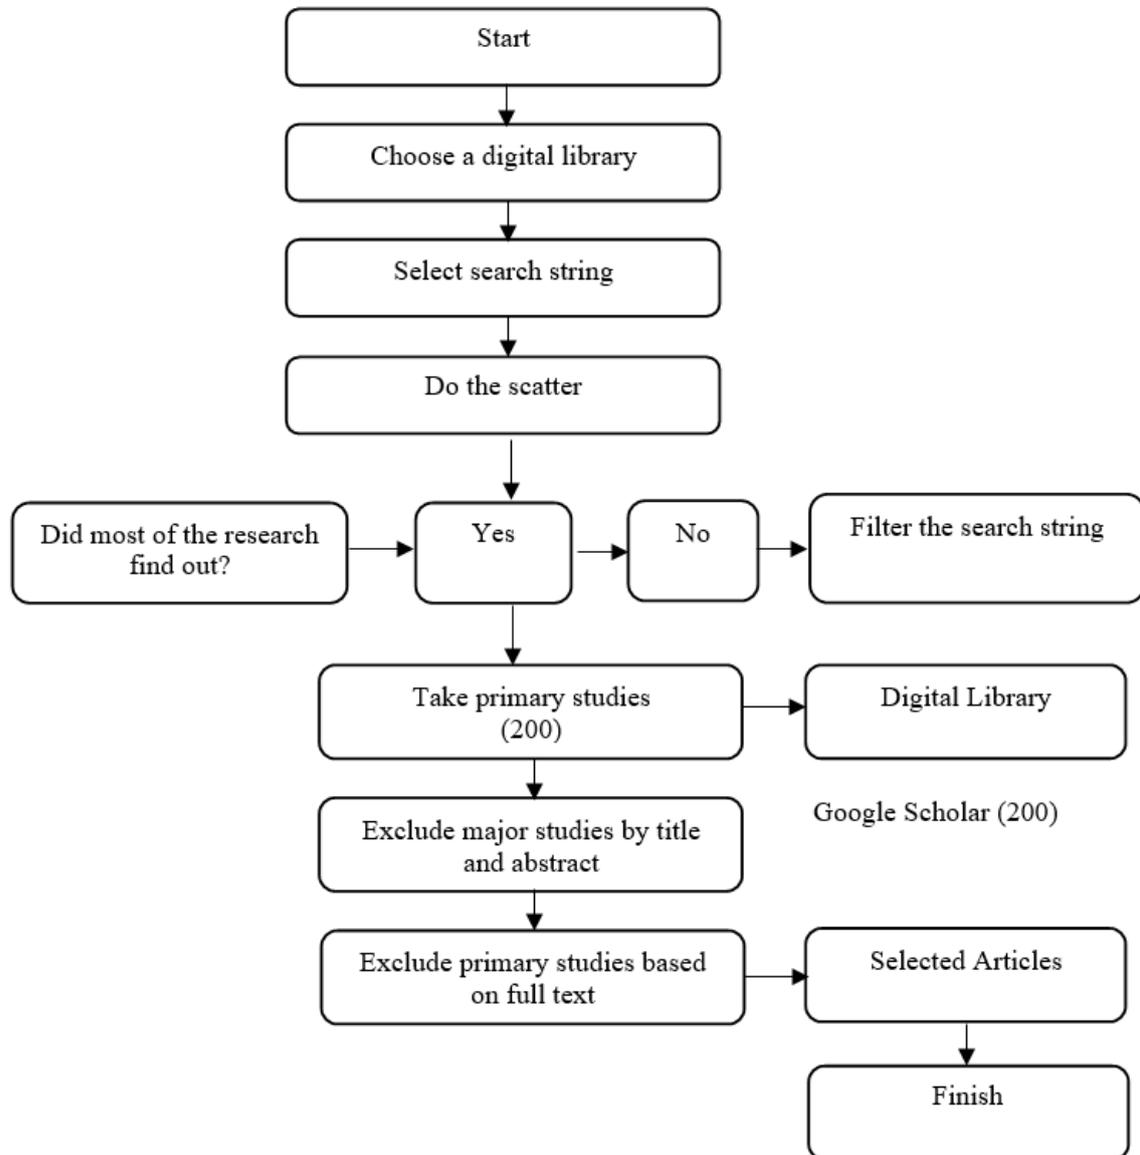 Start
Choose a digital library
Select search string
Do the scatter
Did most of the research
find out?
Yes
No
Filter the search string
Take primary studies
(200)
Digital Library
Google Scholar (200)
Exclude major studies by title
and abstract
Exclude primary studies based
on full text
Selected Articles
Finish